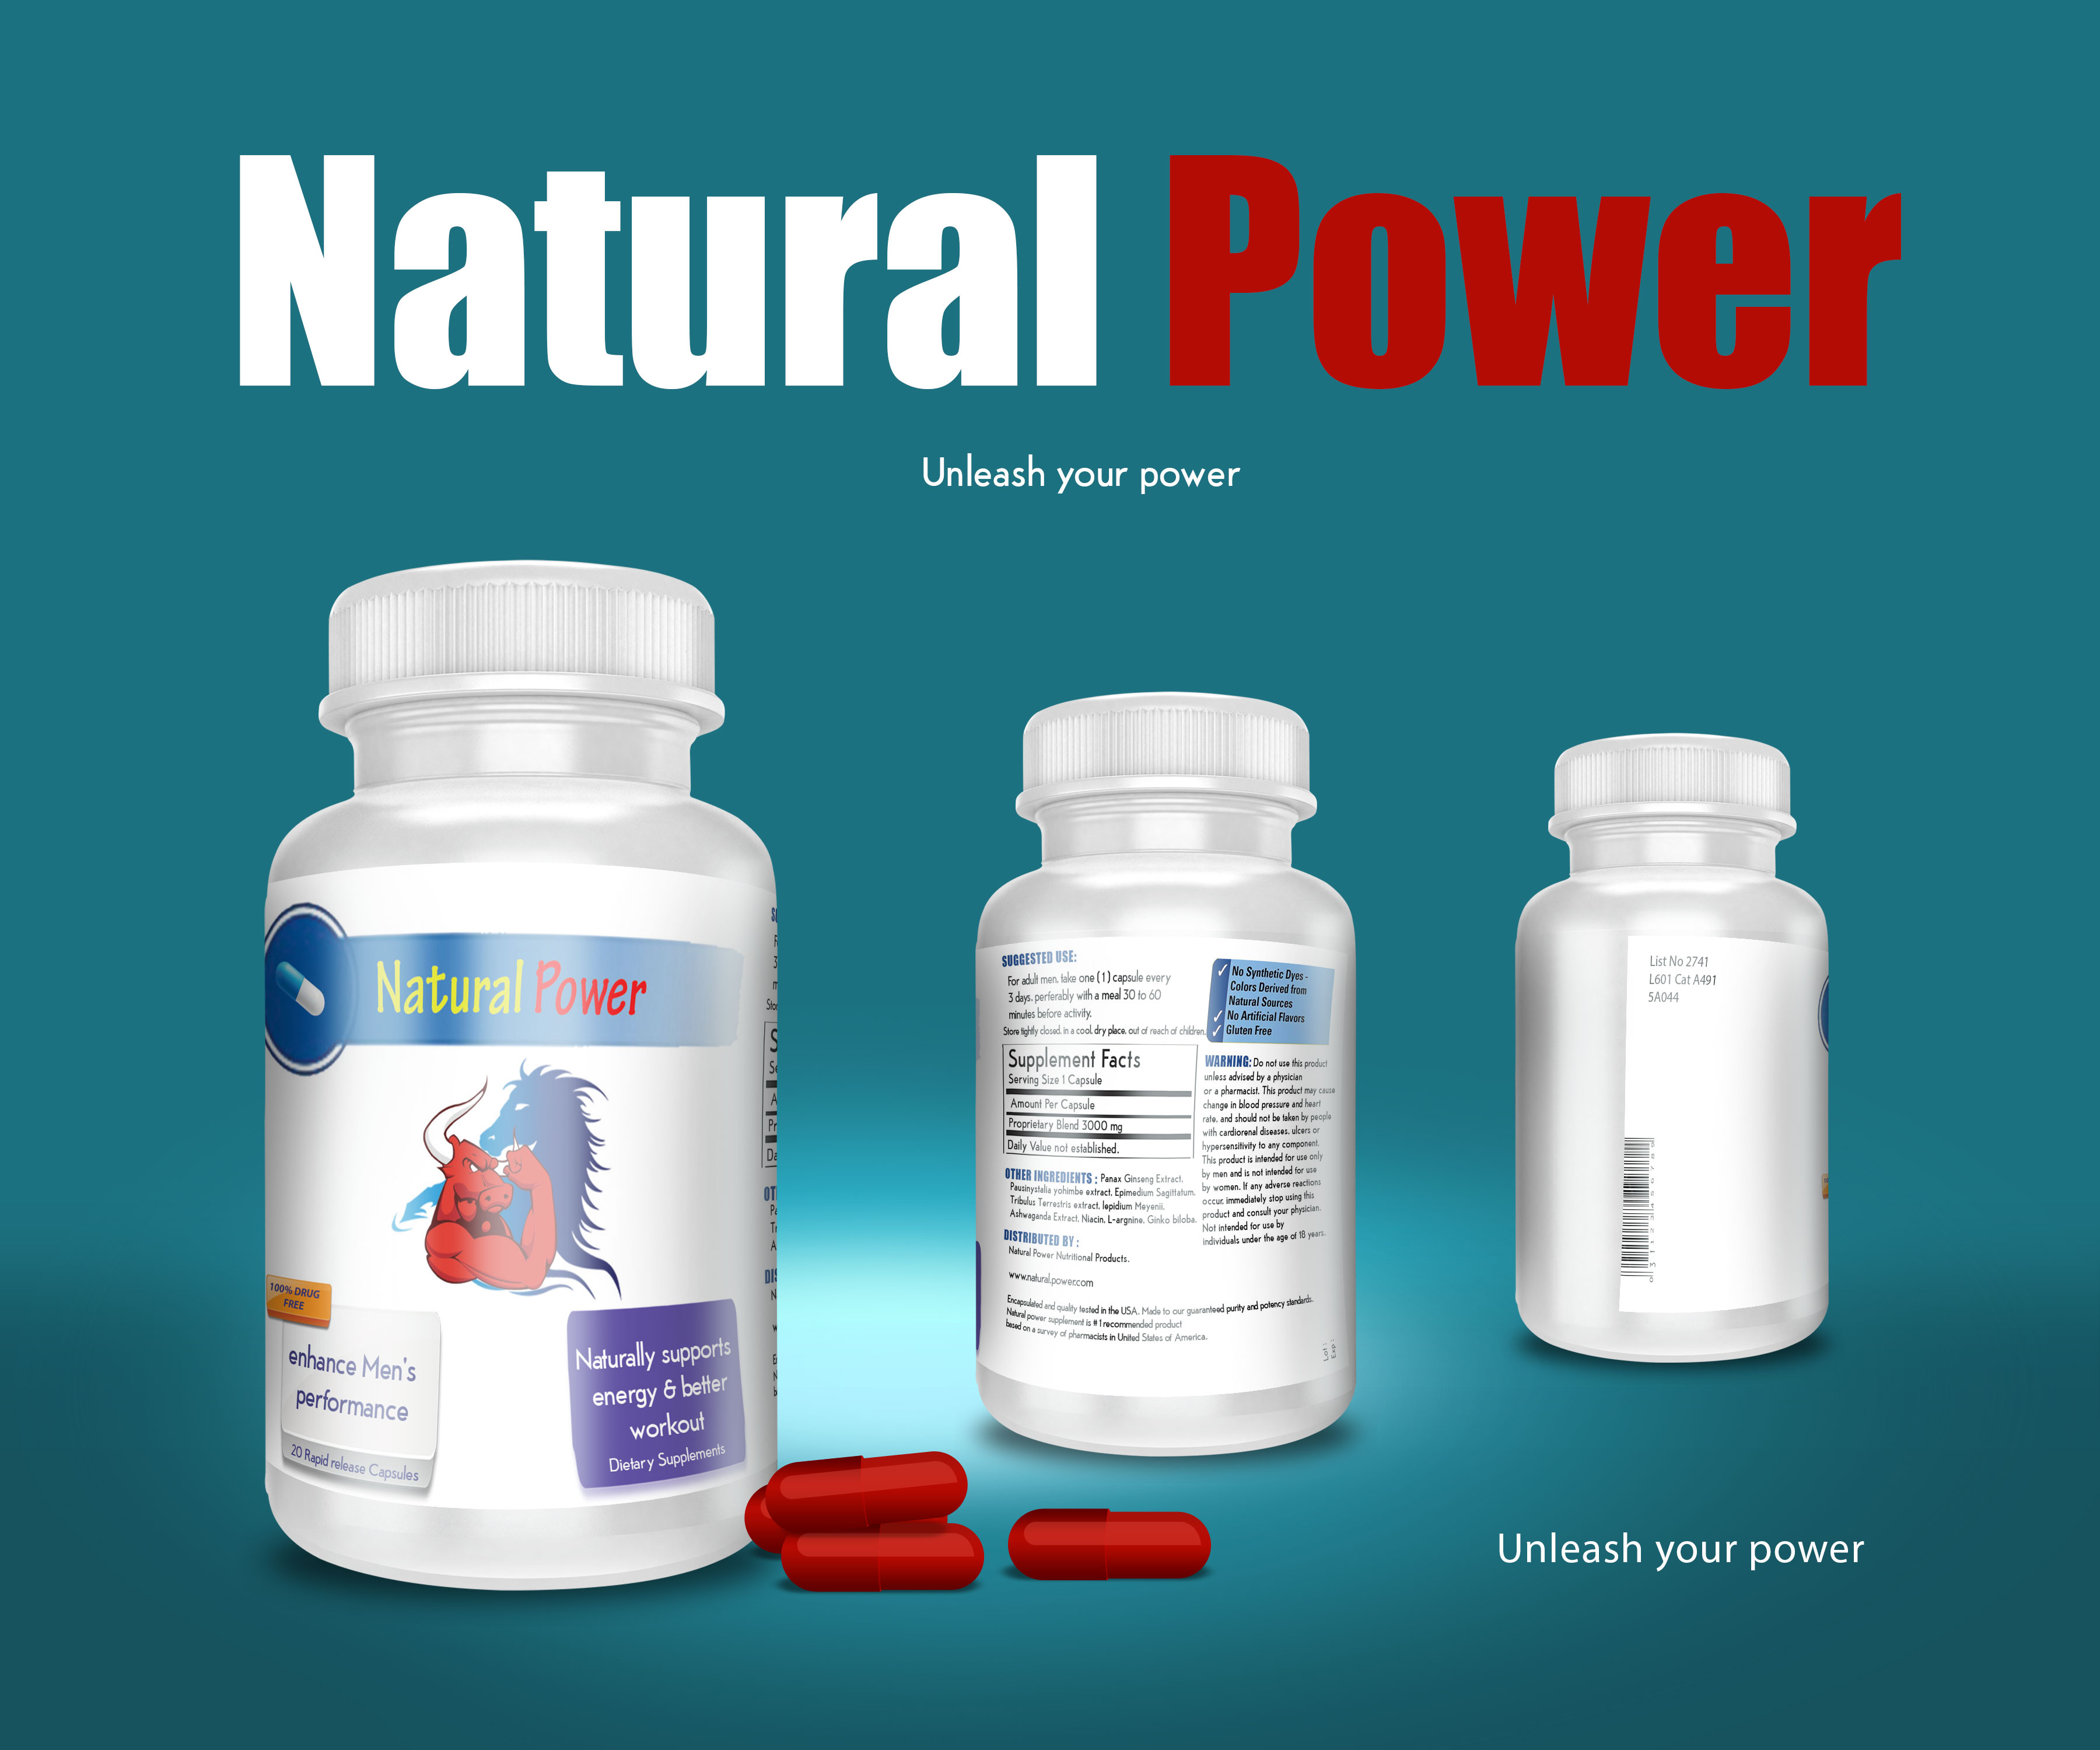 Natural Power
Unleash your power
Natural Power
100% DRUG
FREE
enhance Men's
performance
20 Rapid release Capsules
Naturally supports
energy & better
workout
Dietary Supplements
SUGGESTED USE:
For adult men, take one (1) capsule every
3 days, perferably with a meal 30 to 60
minutes before activity.
Store tightly closed, in a cool, dry place, out of reach of children.
Supplement Facts
Serving Size 1 Capsule
Amount Per Capsule
Proprietary Blend 3000 mg
Daily Value not established.
OTHER INGREDIENTS : Panax Ginseng Extract,
Pausinystalia yohimbe extract, Epimedium Sagittatum,
Tribulus Terrestris extract, lepidium Meyenii,
Ashwaganda Extract, Niacin, L-argnine, Ginko biloba.
DISTRIBUTED BY :
Natural Power Nutritional Products.
www.natural.power.com
Encapsulated and quality tested in the USA. Made to our guaranteed purity and potency standards.
Natural power supplement is #1 recommended product
based on a survey of pharmacists in United States of America.
✓ No Synthetic Dyes -
Colors Derived from
Natural Sources
✓ No Artificial Flavors
✓ Gluten Free
WARNING: Do not use this product
unless advised by a physician
or a pharmacist. This product may cause
change in blood pressure and heart
rate, and should not be taken by people
with cardiorenal diseases, ulcers or
hypersensitivity to any component.
This product is intended for use only
by men and is not intended for use
by women. If any adverse reactions
occur, immediately stop using this
product and consult your physician.
Not intended for use by
individuals under the age of 18 years.
Lot :
Exp :
List No 2741
L601 Cat A491
5A044
Unleash your power